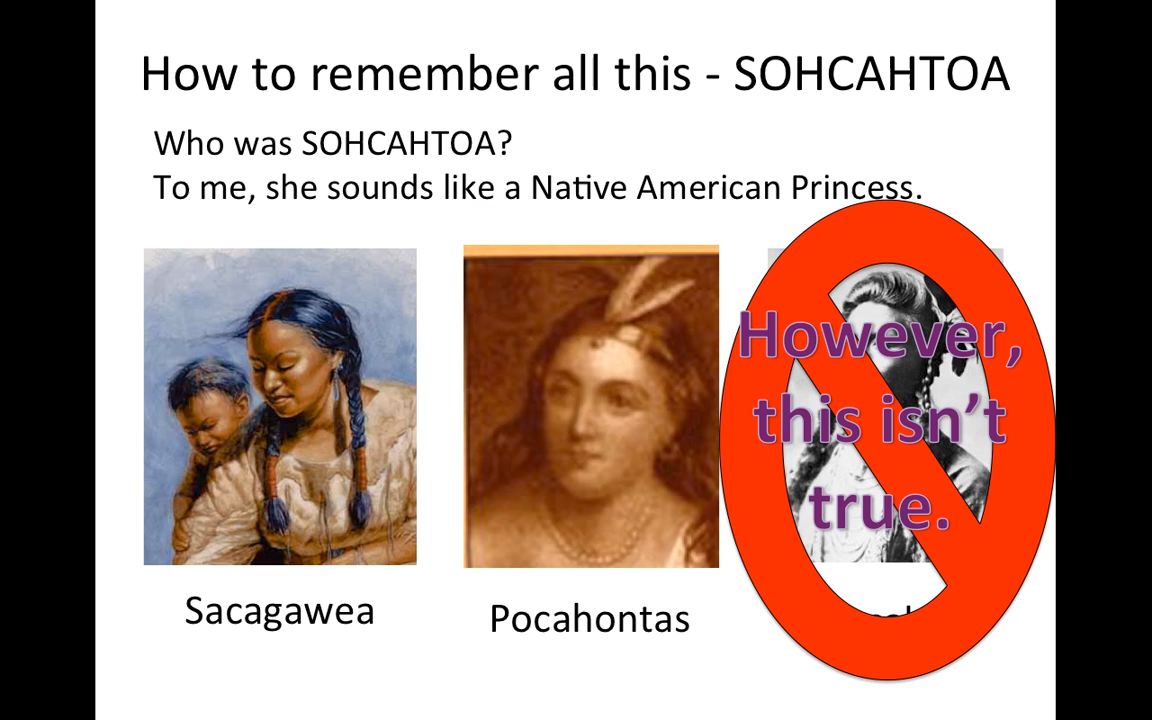 How to remember all this - SOHCAHTOA
Who was SOHCAHTOA?
To me, she sounds like a Native American Princess.
However,
this isn't
true.
Sacagawea
Pocahontas